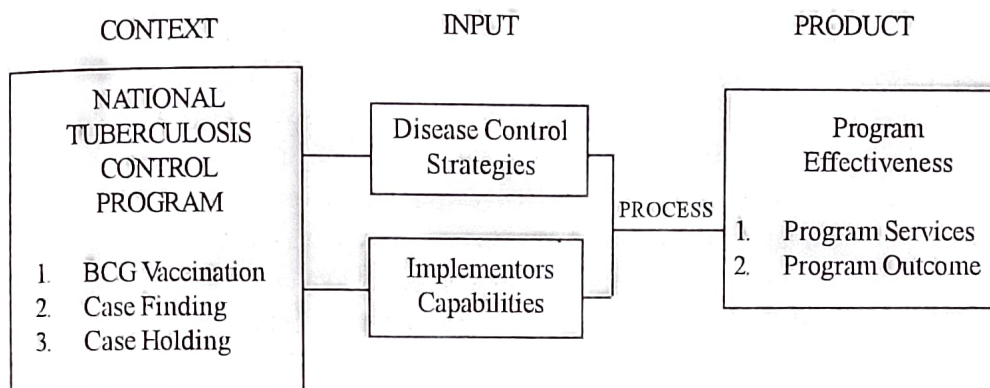 CONTEXT
INPUT
PRODUCT
NATIONAL
TUBERCULOSIS
CONTROL
PROGRAM
1. BCG Vaccination
2. Case Finding
3. Case Holding
Disease Control
Strategies
Implementors
Capabilities
PROCESS
Program
Effectiveness
1. Program Services
2. Program Outcome